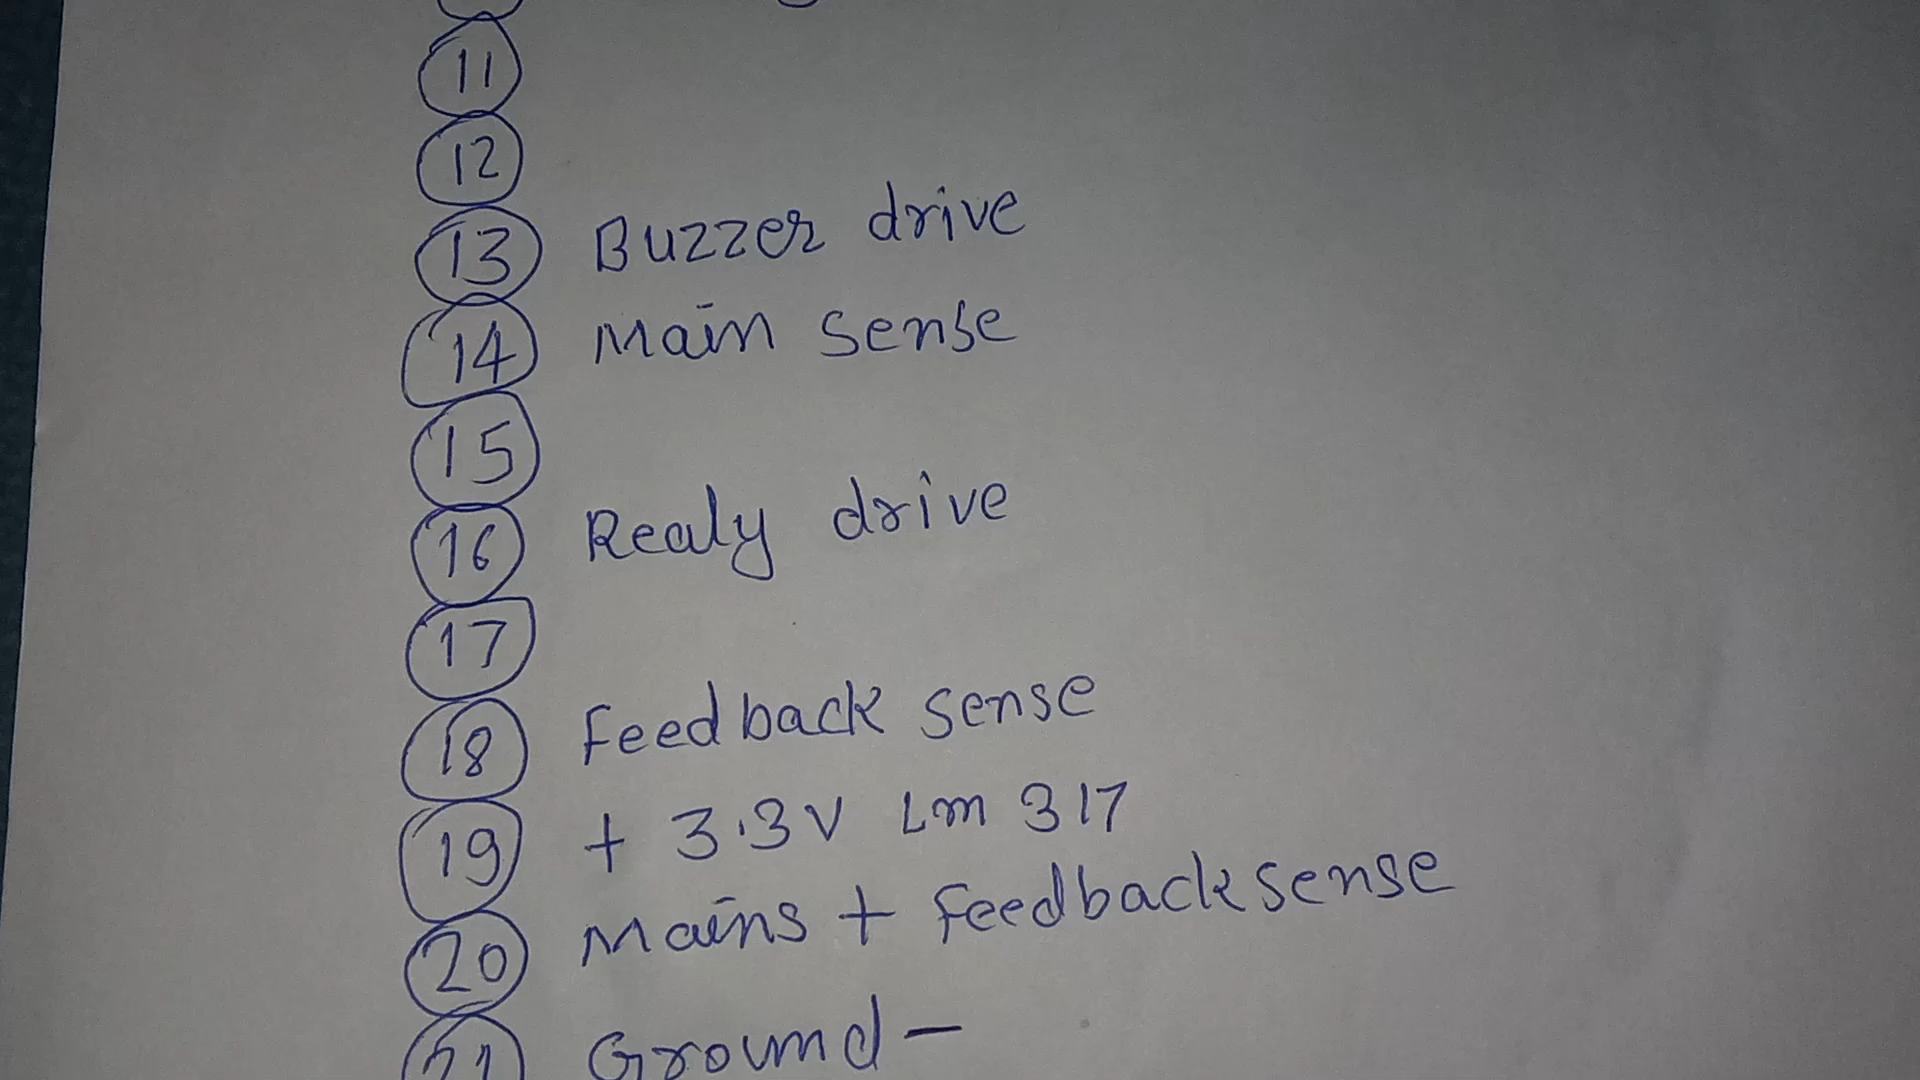 11
12
13 Buzzer drive
14 Main sense
15
16 Realy drive
17
18 Feedback sense
19 + 3.3V Lm 317
20 Mains + Feedback sense
21 Ground -